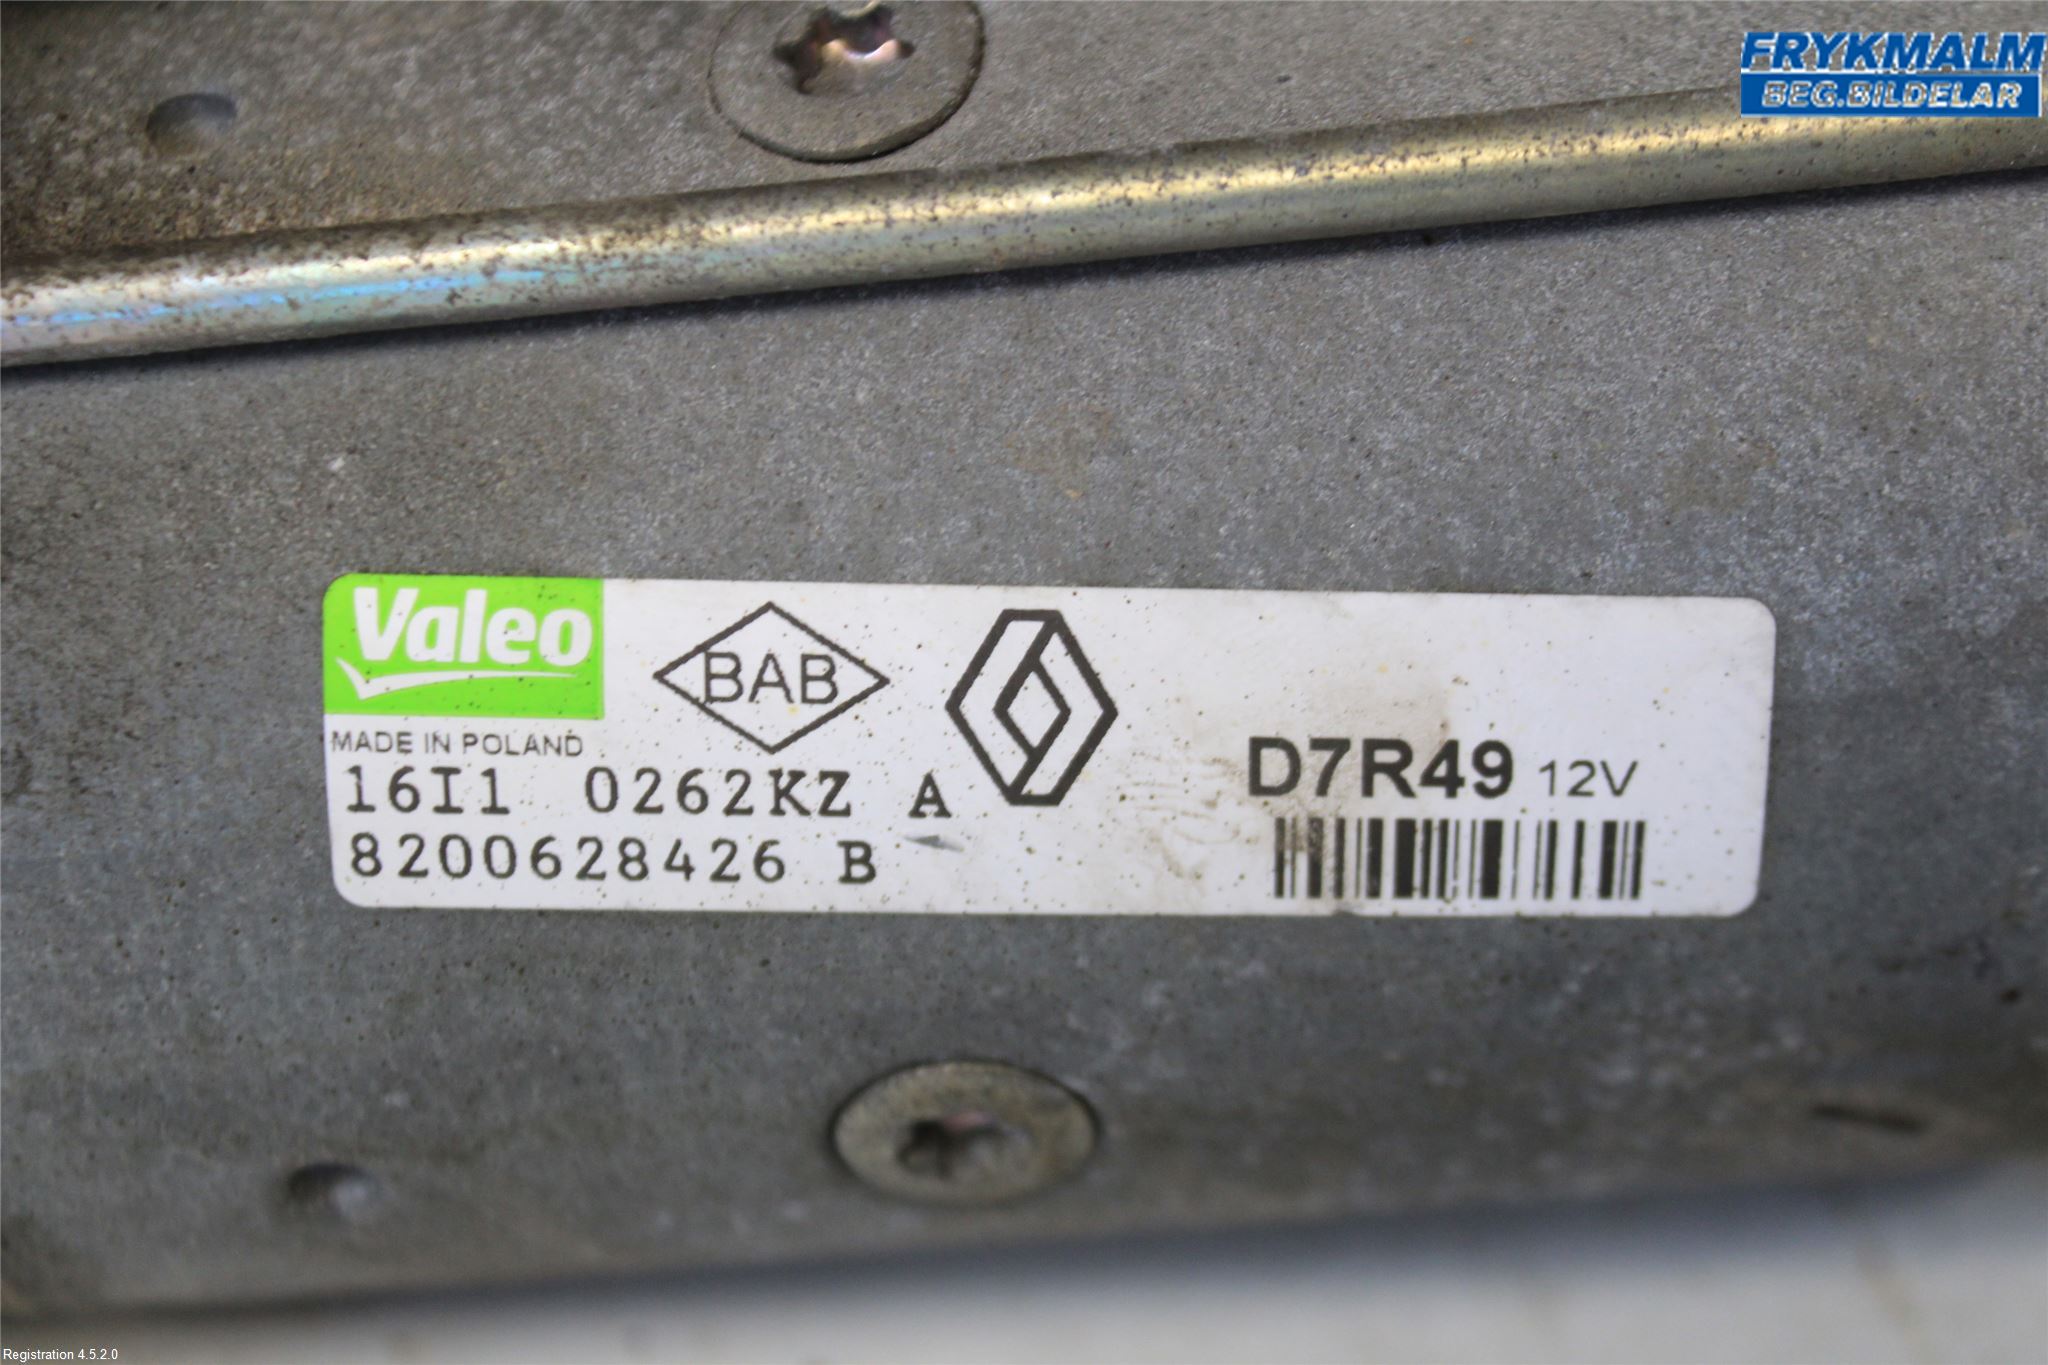 FRYKMALM
BEG.BILDELAR
Valeo
BAB
MADE IN POLAND
16I1 0262KZ A
D7R49 12V
8200628426 B
Registration 4.5.2.0